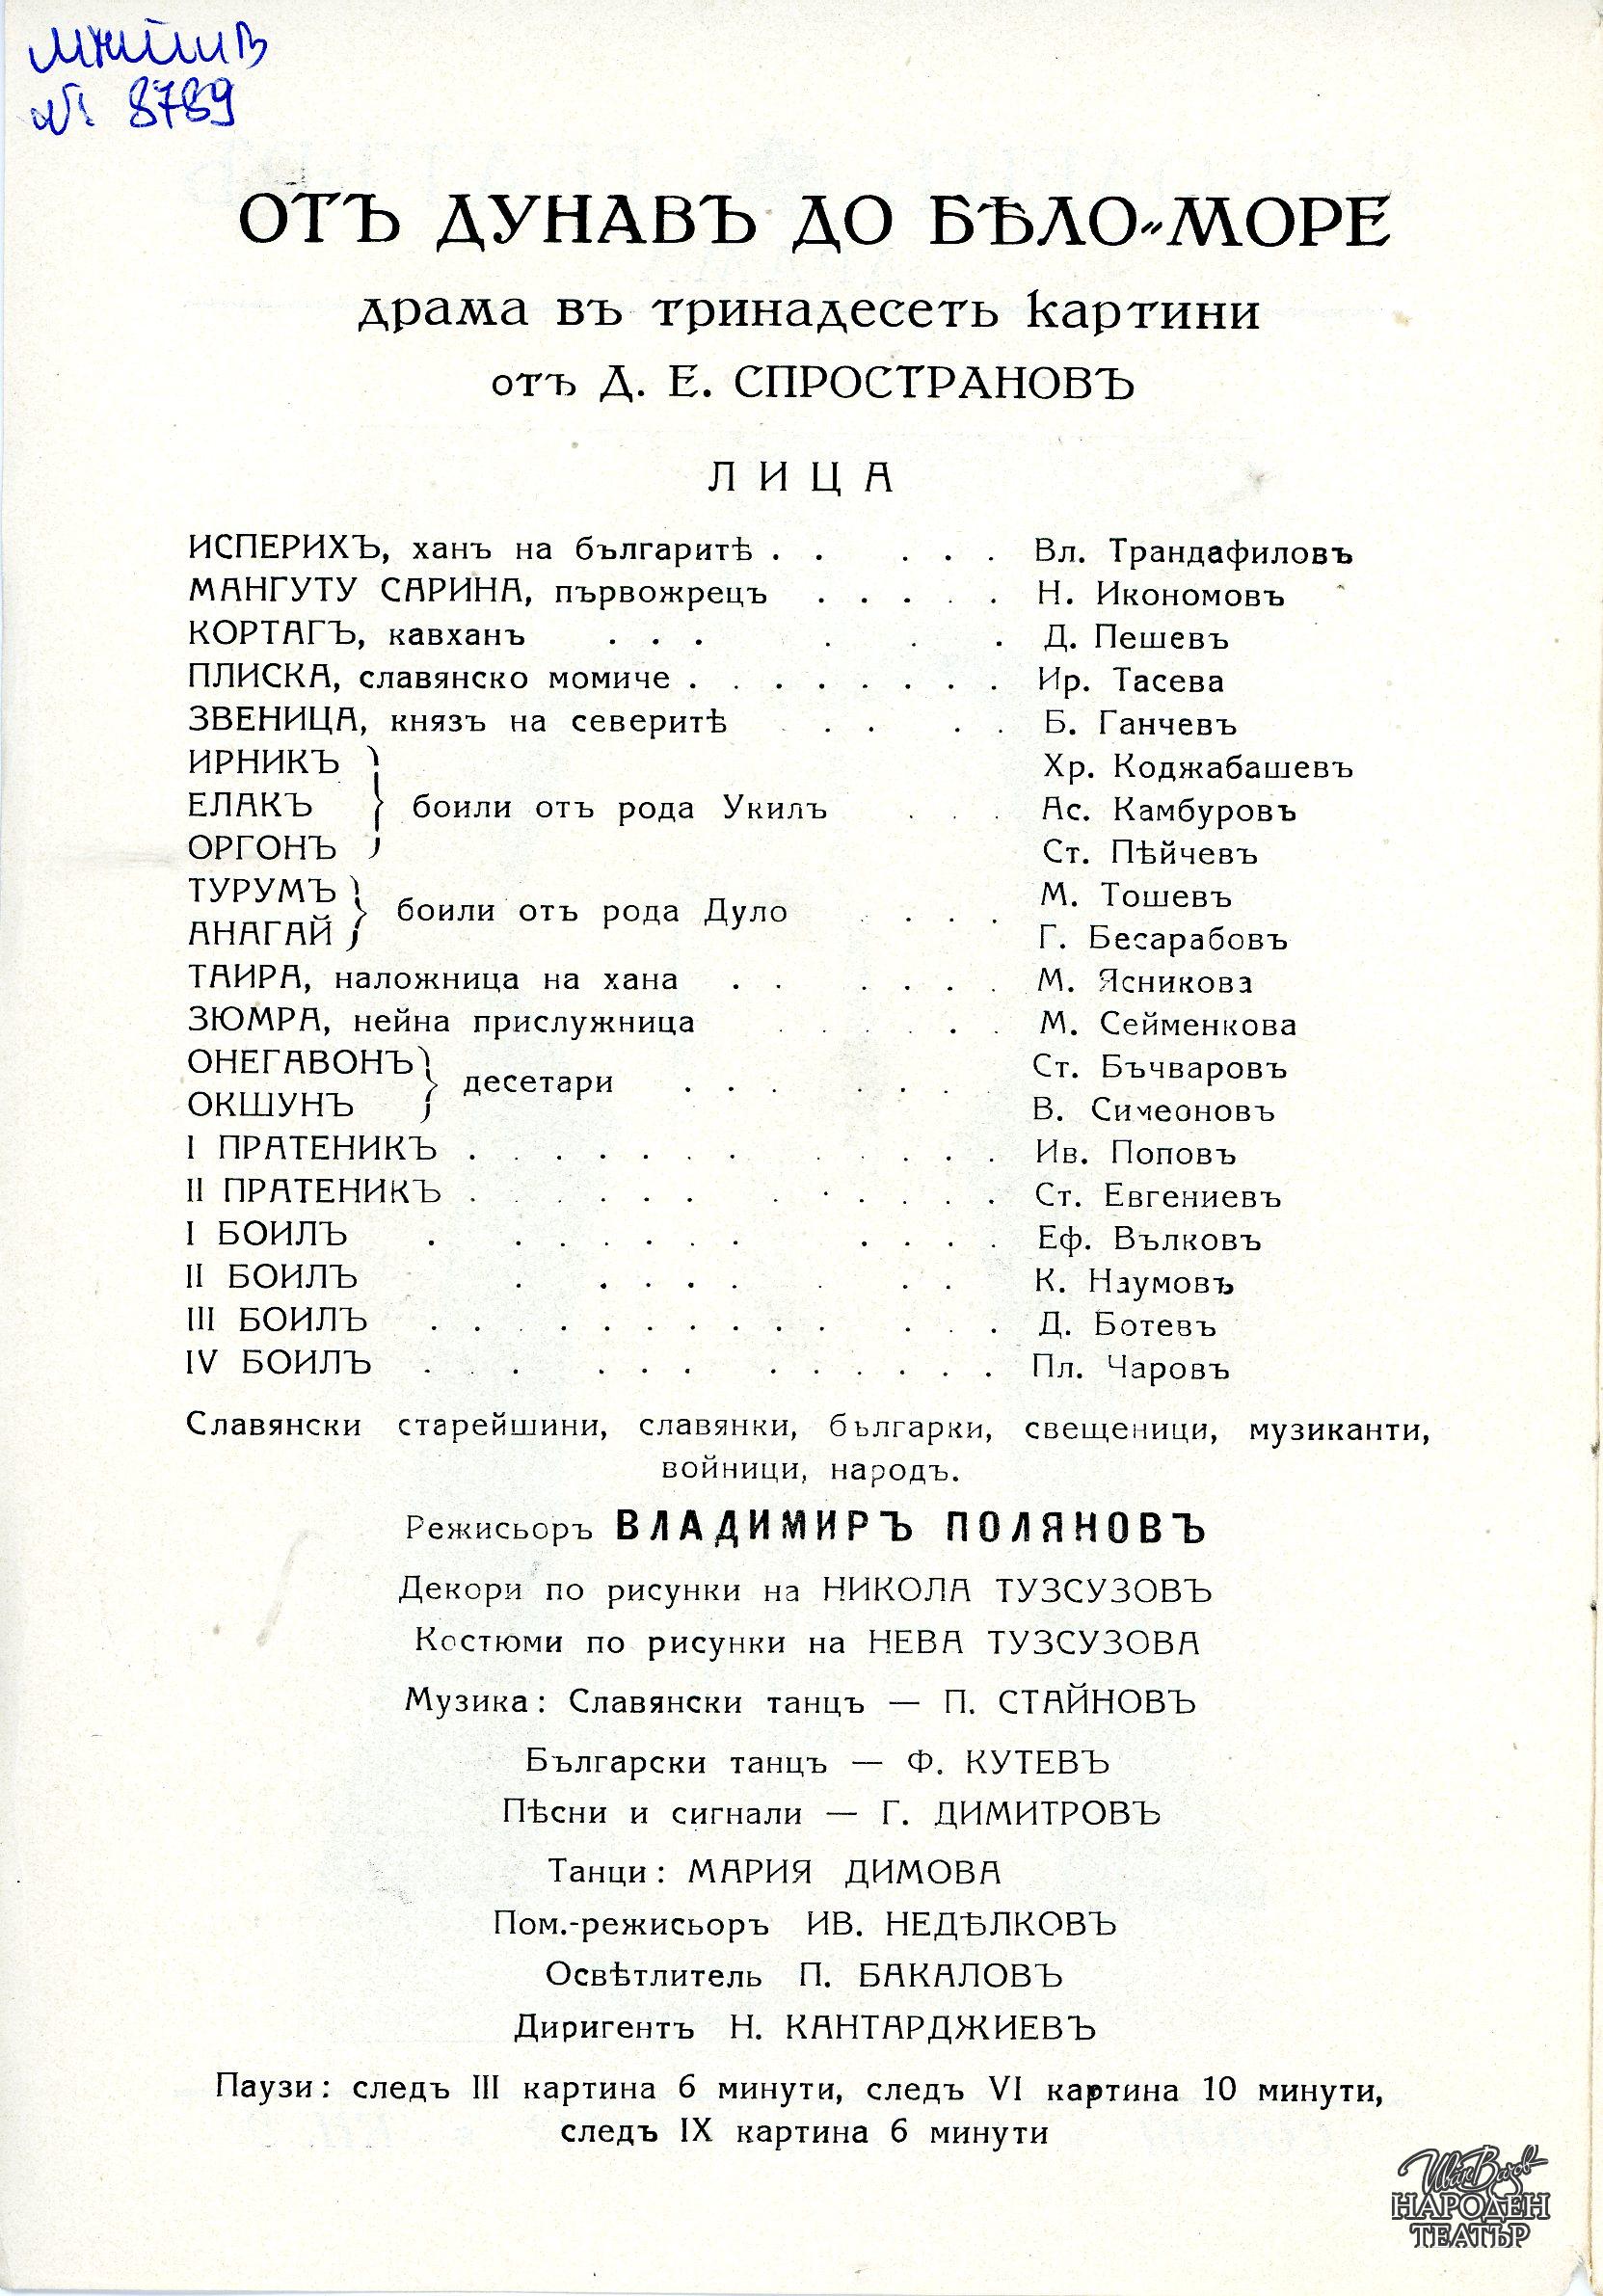 № 8789
ОТЪ ДУНАВЪ ДО БѢЛО-МОРЕ
драма въ тринадесеть картини
отъ Д. Е. СПРОСТРАНОВЪ
ЛИЦА
ИСПЕРИХЪ, ханъ на българитѣ . . . . . Вл. Трандафиловъ
МАНГУТУ САРИНА, първожрецъ . . . . . Н. Икономовъ
КОРТАГЪ, кавханъ . . . . . . Д. Пешевъ
ПЛИСКА, славянско момиче . . . . . . . . Ир. Тасева
ЗВЕНИЦА, князъ на северитѣ . . . . Б. Ганчевъ
ИРНИКЪ Хр. Коджабашевъ
ЕЛАКЪ } боили отъ рода Укилъ . . . Ас. Камбуровъ
ОРГОНЪ Ст. Пѣйчевъ
ТУРУМЪ } боили отъ рода Дуло . . . . М. Тошевъ
АНАГАЙ Г. Бесарабовъ
ТАИРА, наложница на хана . . . . . . М. Ясникова
ЗЮМРА, нейна прислужница . . . . . . М. Сейменкова
ОНЕГАВОНЪ } десетари . . . . . . Ст. Бъчваровъ
ОКШУНЪ В. Симеоновъ
I ПРАТЕНИКЪ . . . . . . . . . . . . Ив. Поповъ
II ПРАТЕНИКЪ . . . . . . . . . . . Ст. Евгениевъ
I БОИЛЪ . . . . . . . . . . . Еф. Вълковъ
II БОИЛЪ . . . . . . . . К. Наумовъ
III БОИЛЪ . . . . . . . . . . . . Д. Ботевъ
IV БОИЛЪ . . . . . . . . . . . . Пл. Чаровъ
Славянски старейшини, славянки, българки, свещеници, музиканти,
войници, народъ.
Режисьоръ ВЛАДИМИРЪ ПОЛЯНОВЪ
Декори по рисунки на НИКОЛА ТУЗСУЗОВЪ
Костюми по рисунки на НЕВА ТУЗСУЗОВА
Музика: Славянски танцъ — П. СТАЙНОВЪ
Български танцъ — Ф. КУТЕВЪ
Пѣсни и сигнали — Г. ДИМИТРОВЪ
Танци: МАРИЯ ДИМОВА
Пом.-режисьоръ ИВ. НЕДѢЛКОВЪ
Освѣтлитель П. БАКАЛОВЪ
Диригентъ Н. КАНТАРДЖИЕВЪ
Паузи: следъ III картина 6 минути, следъ VI картина 10 минути,
следъ IX картина 6 минути
Иван Вазов
НАРОДЕН
ТЕАТЪР